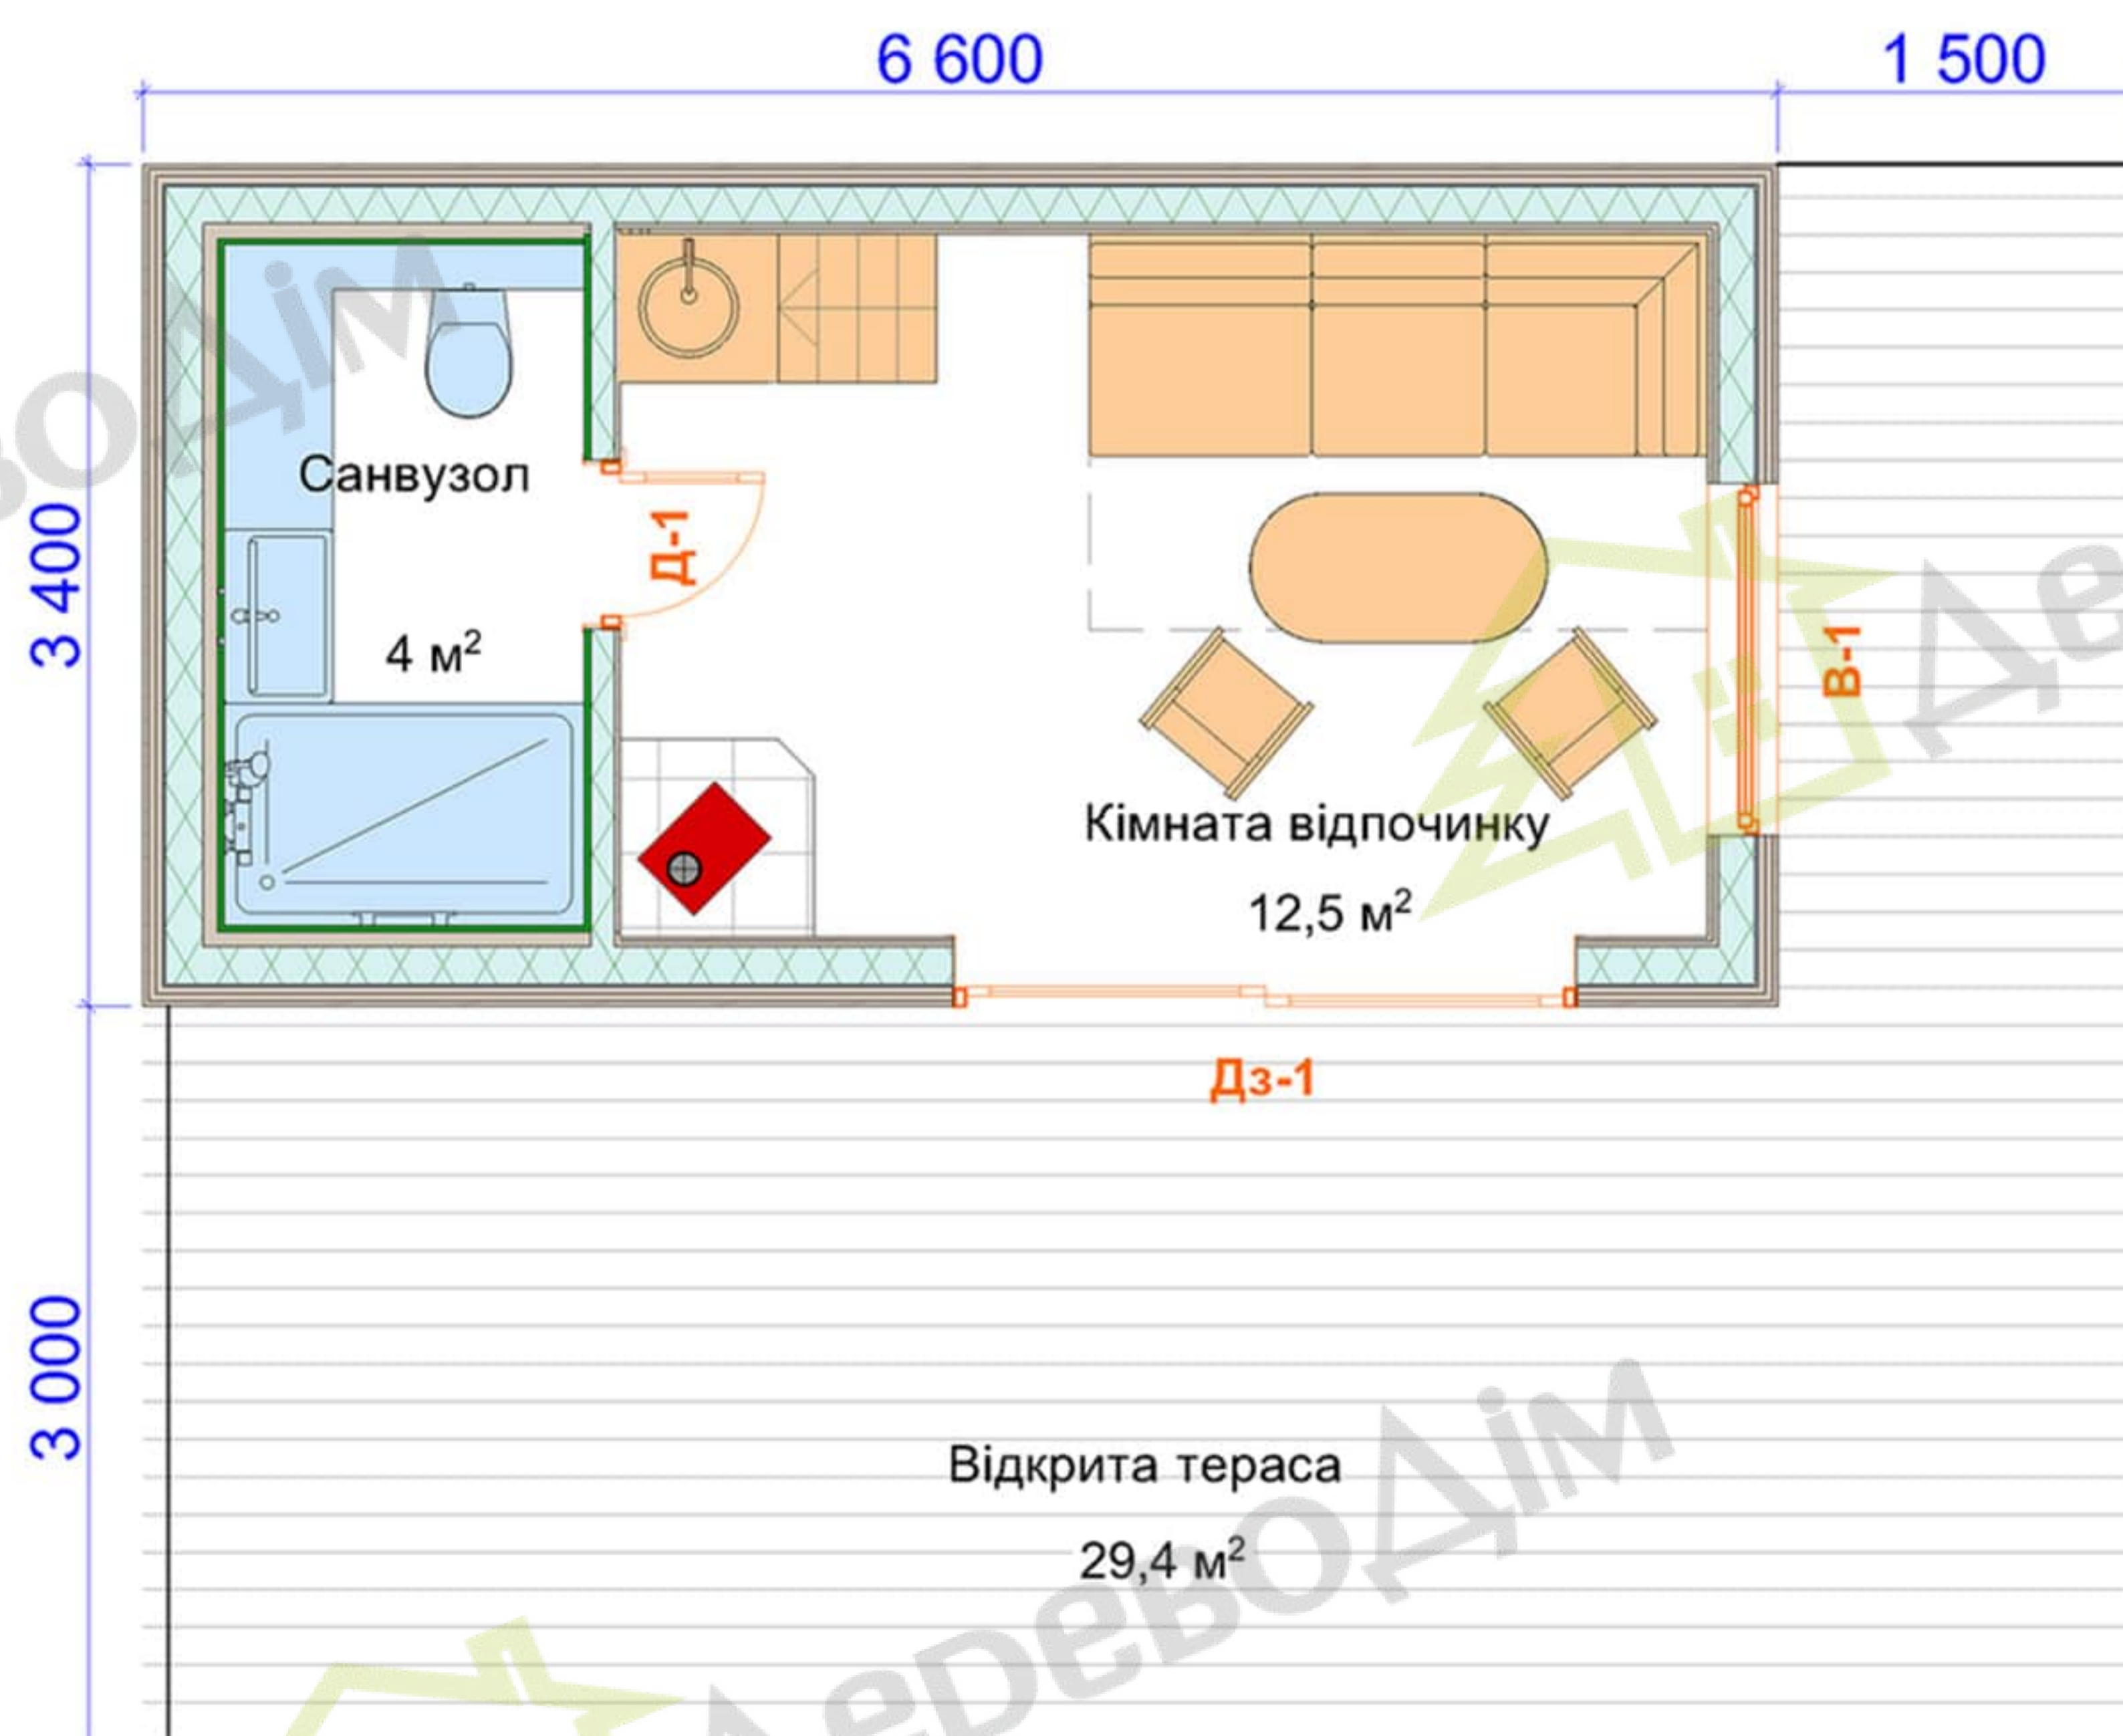 6 600
1 500
3 400
Санвузол
4 м²
Д-1
В-1
Кімната відпочинку
12,5 м²
Дз-1
3 000
Відкрита тераса
29,4 м²
ДеревоДім